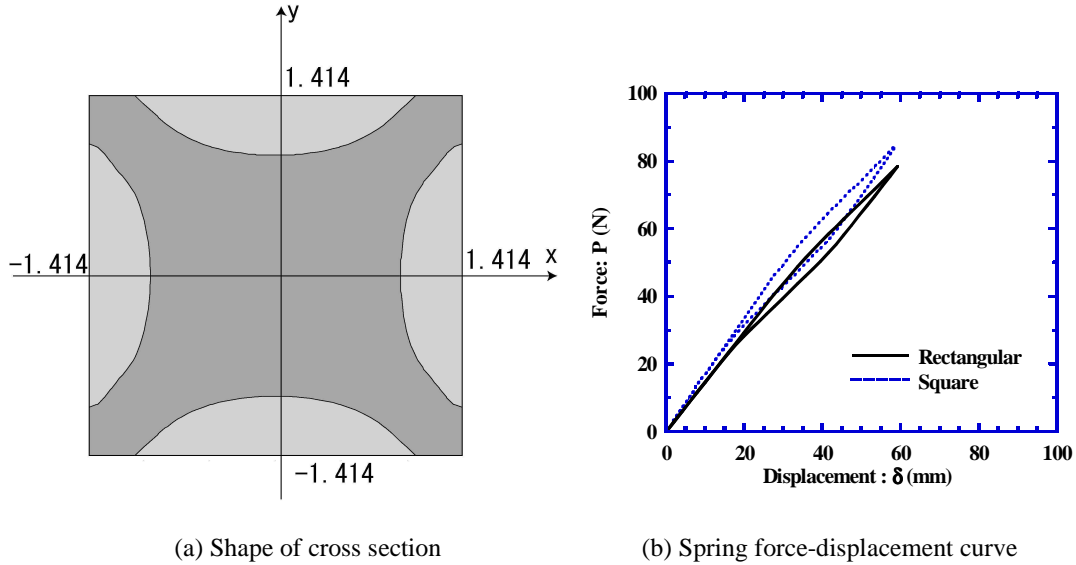 y
1.414
-1.414
1.414
x
-1.414
(a) Shape of cross section
100
80
60
40
20
0
Force: P (N)
Rectangular
Square
0 20 40 60 80 100
Displacement : δ (mm)
(b) Spring force-displacement curve